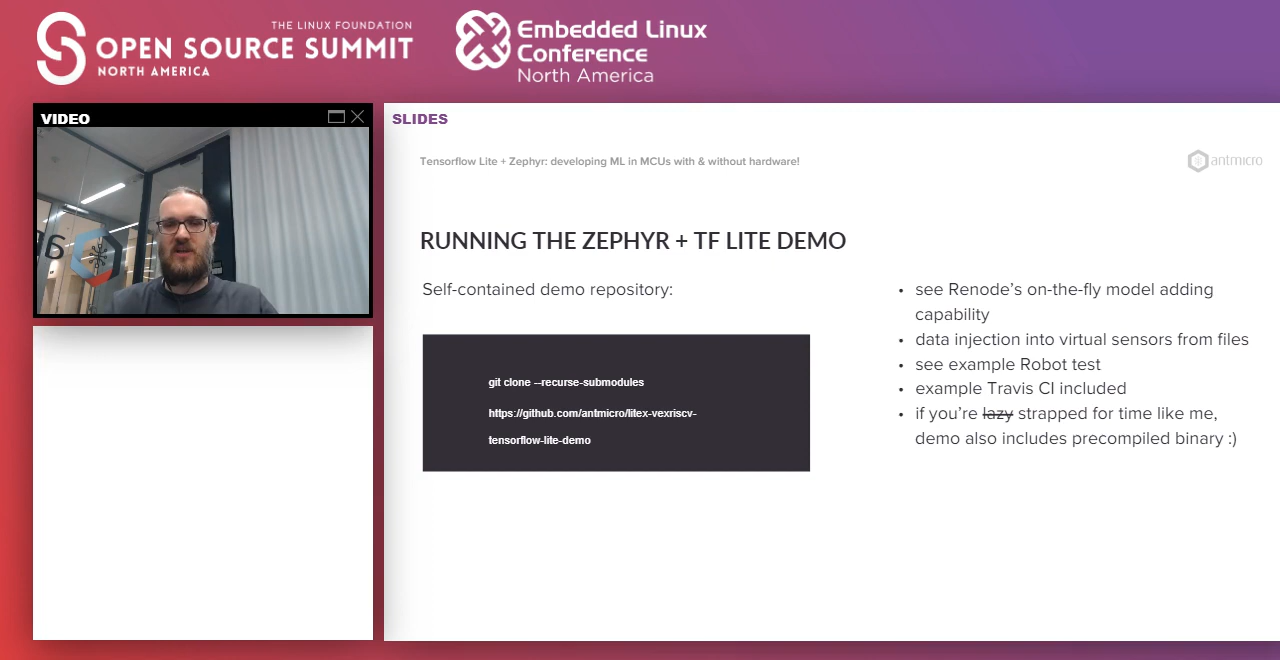 THE LINUX FOUNDATION
OPEN SOURCE SUMMIT
NORTH AMERICA
Embedded Linux
Conference
North America
VIDEO
SLIDES
Tensorflow Lite + Zephyr: developing ML in MCUs with & without hardware!
antmicro
RUNNING THE ZEPHYR + TF LITE DEMO
Self-contained demo repository:
git clone --recurse-submodules
https://github.com/antmicro/litex-vexriscv-
tensorflow-lite-demo
• see Renode’s on-the-fly model adding
capability
• data injection into virtual sensors from files
• see example Robot test
• example Travis CI included
• if you’re lazy strapped for time like me,
demo also includes precompiled binary :)